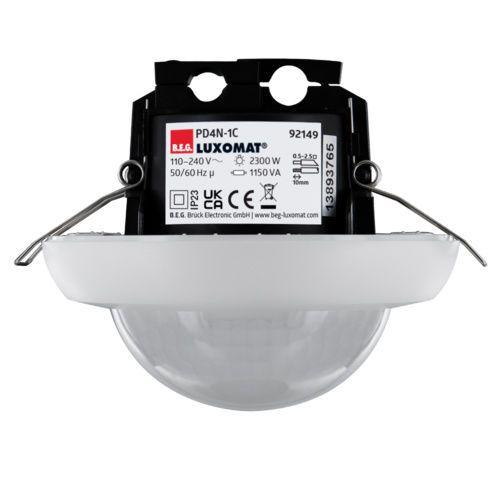 PD4N-1C 92149
B.E.G. LUXOMAT®
110–240 V~ 2300 W 0.5-2.5
50/60 Hz µ 1150 VA 10mm
IP23 UK CA CE
B.E.G. Brück Electronic GmbH | www.beg-luxomat.com
13893765